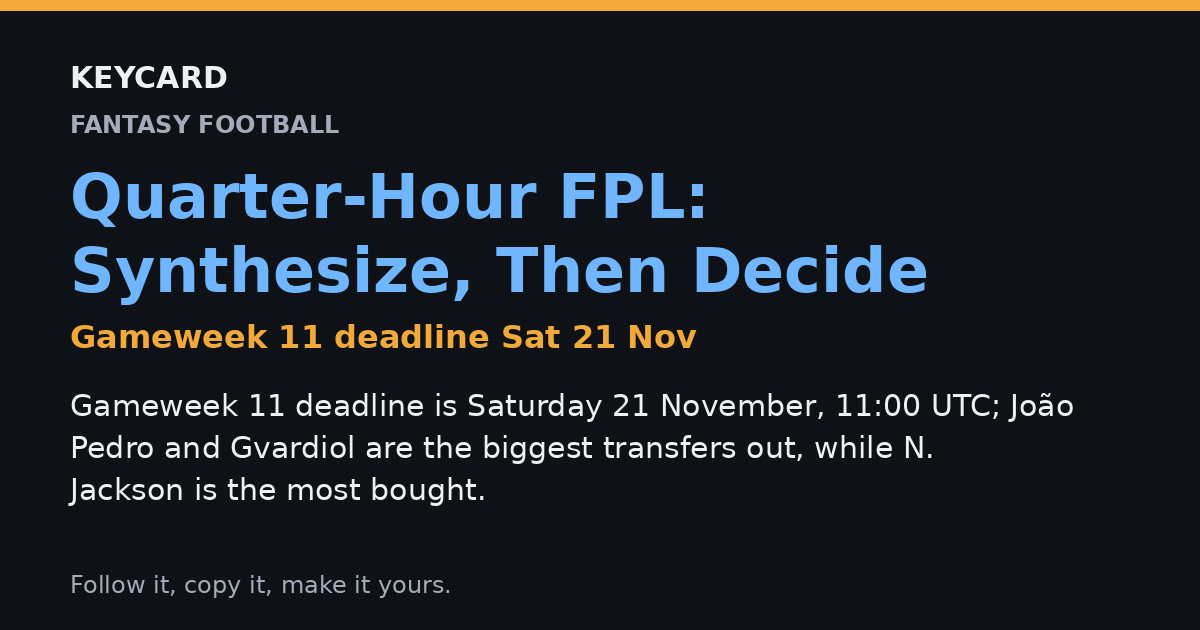 KEYCARD
FANTASY FOOTBALL
Quarter-Hour FPL:
Synthesize, Then Decide
Gameweek 11 deadline Sat 21 Nov
Gameweek 11 deadline is Saturday 21 November, 11:00 UTC; João
Pedro and Gvardiol are the biggest transfers out, while N.
Jackson is the most bought.
Follow it, copy it, make it yours.